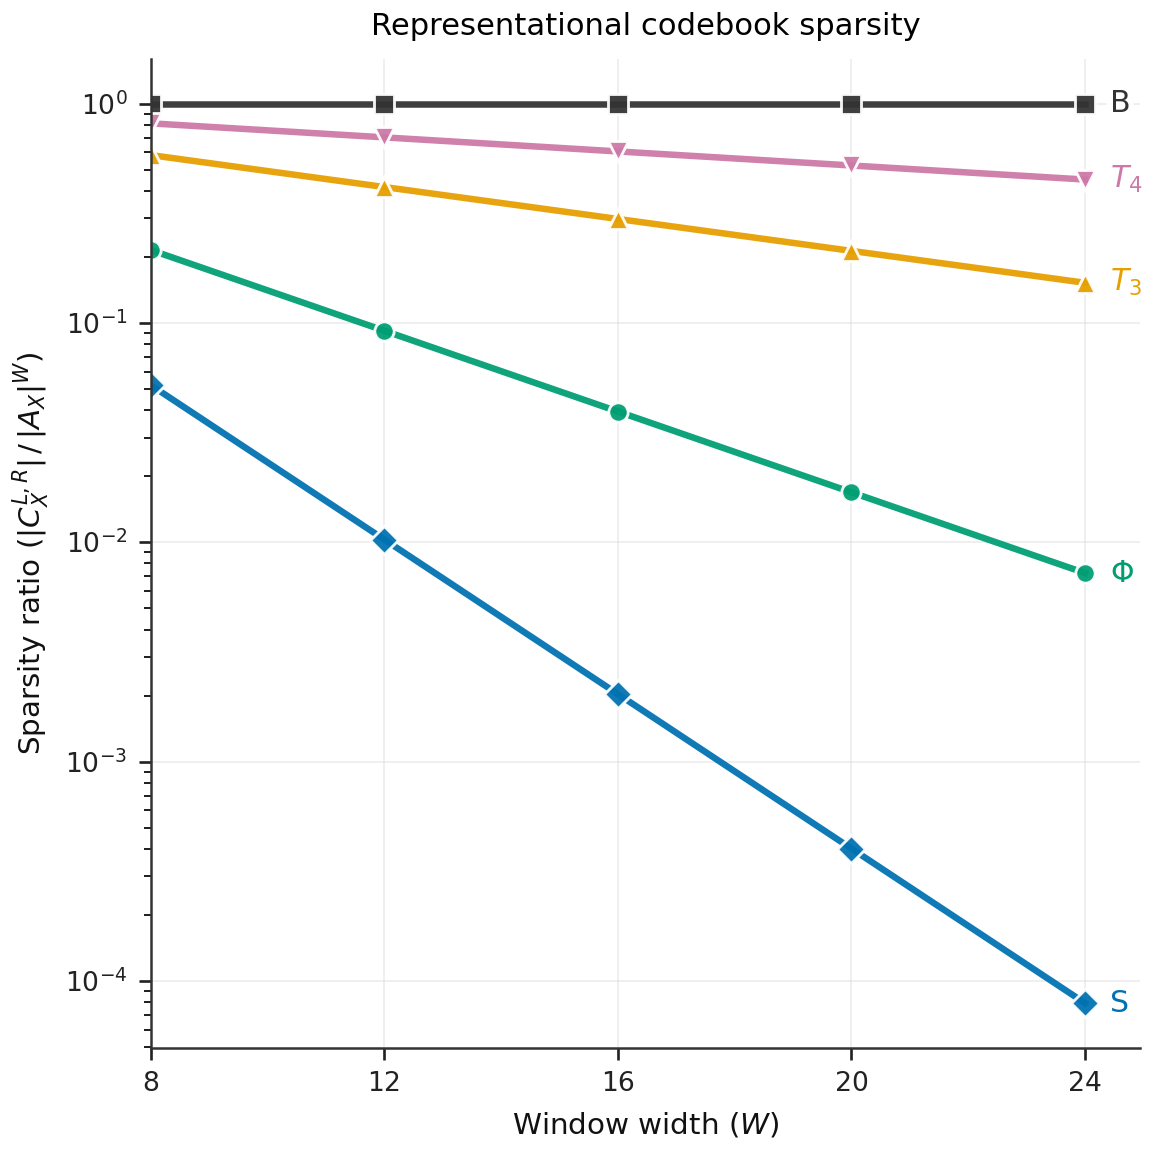 Representational codebook sparsity
Sparsity ratio (|C_X^{L,R}| / |A_X|^W)
10^0
10^{−1}
10^{−2}
10^{−3}
10^{−4}
B
T_4
T_3
Φ
S
8 12 16 20 24
Window width (W)